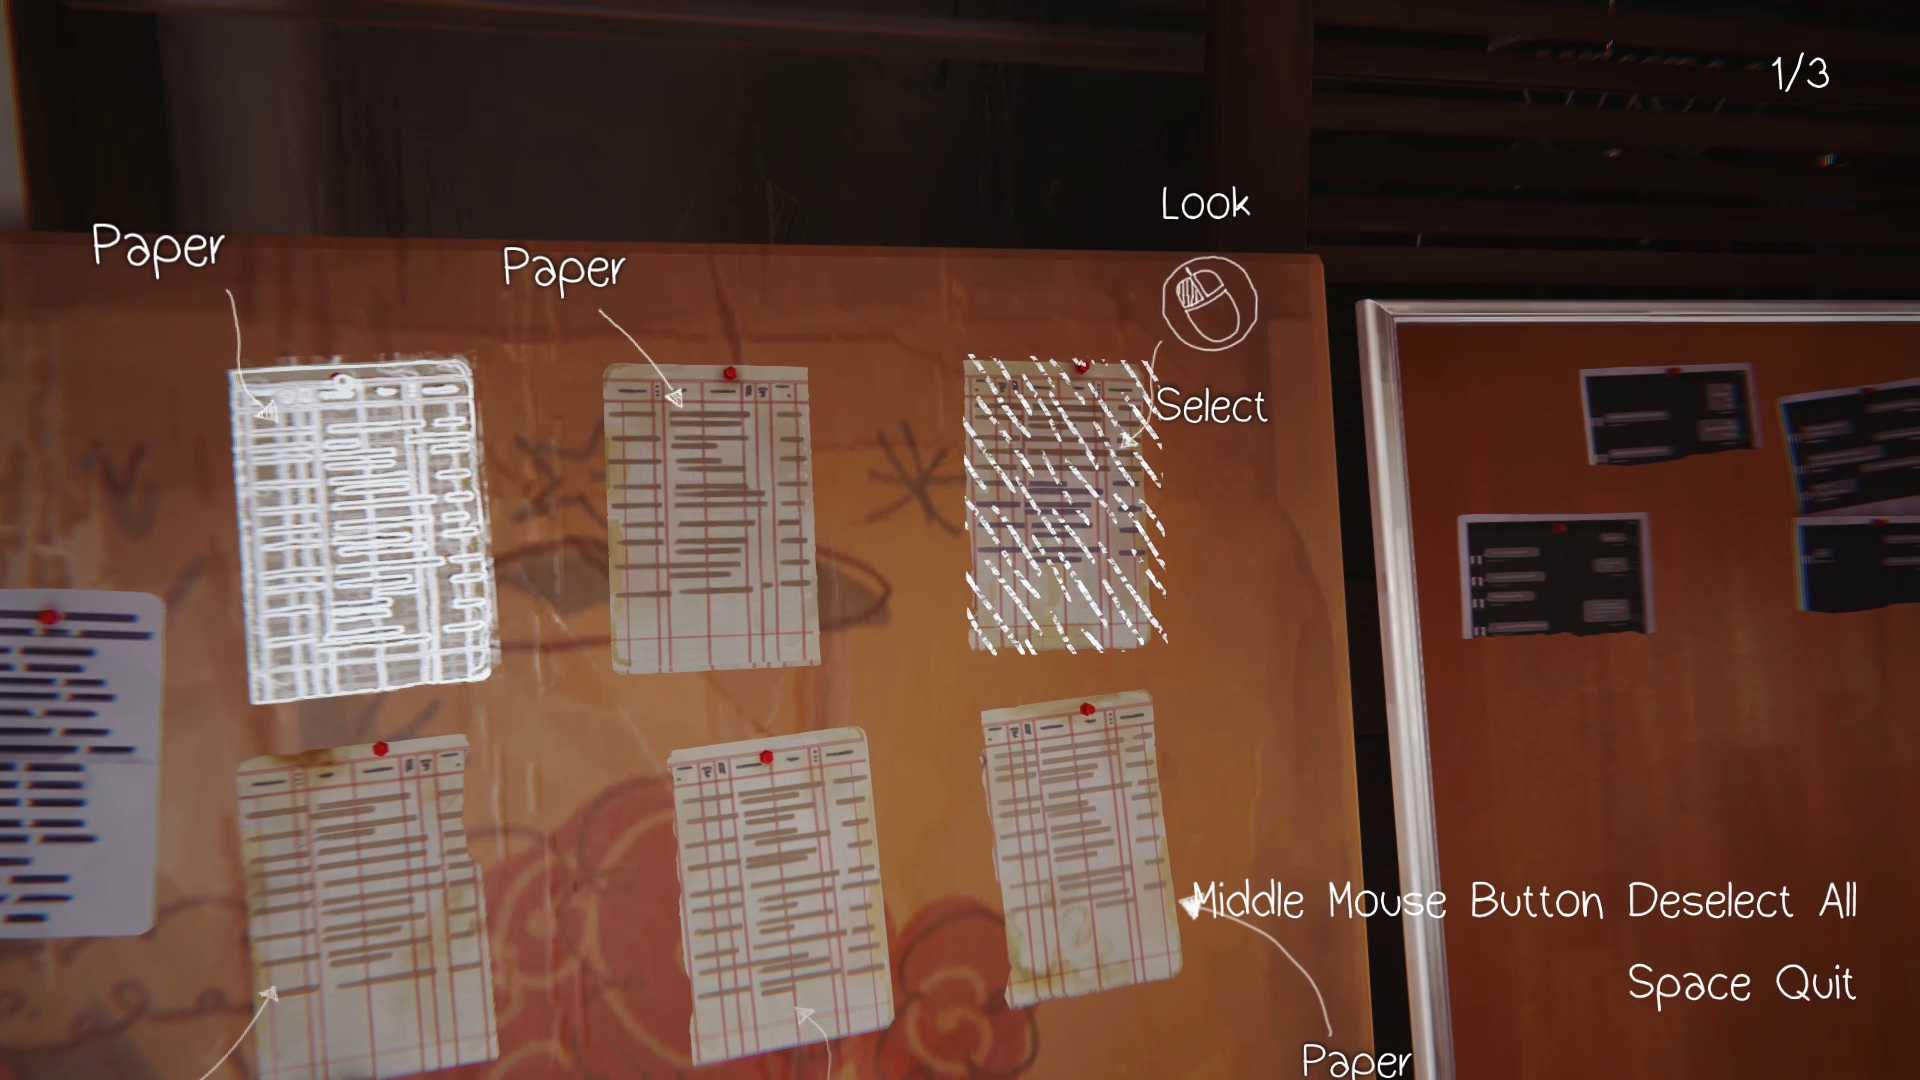 1/3
Look
Paper
Paper
Select
Middle Mouse Button Deselect All
Space Quit
Paper